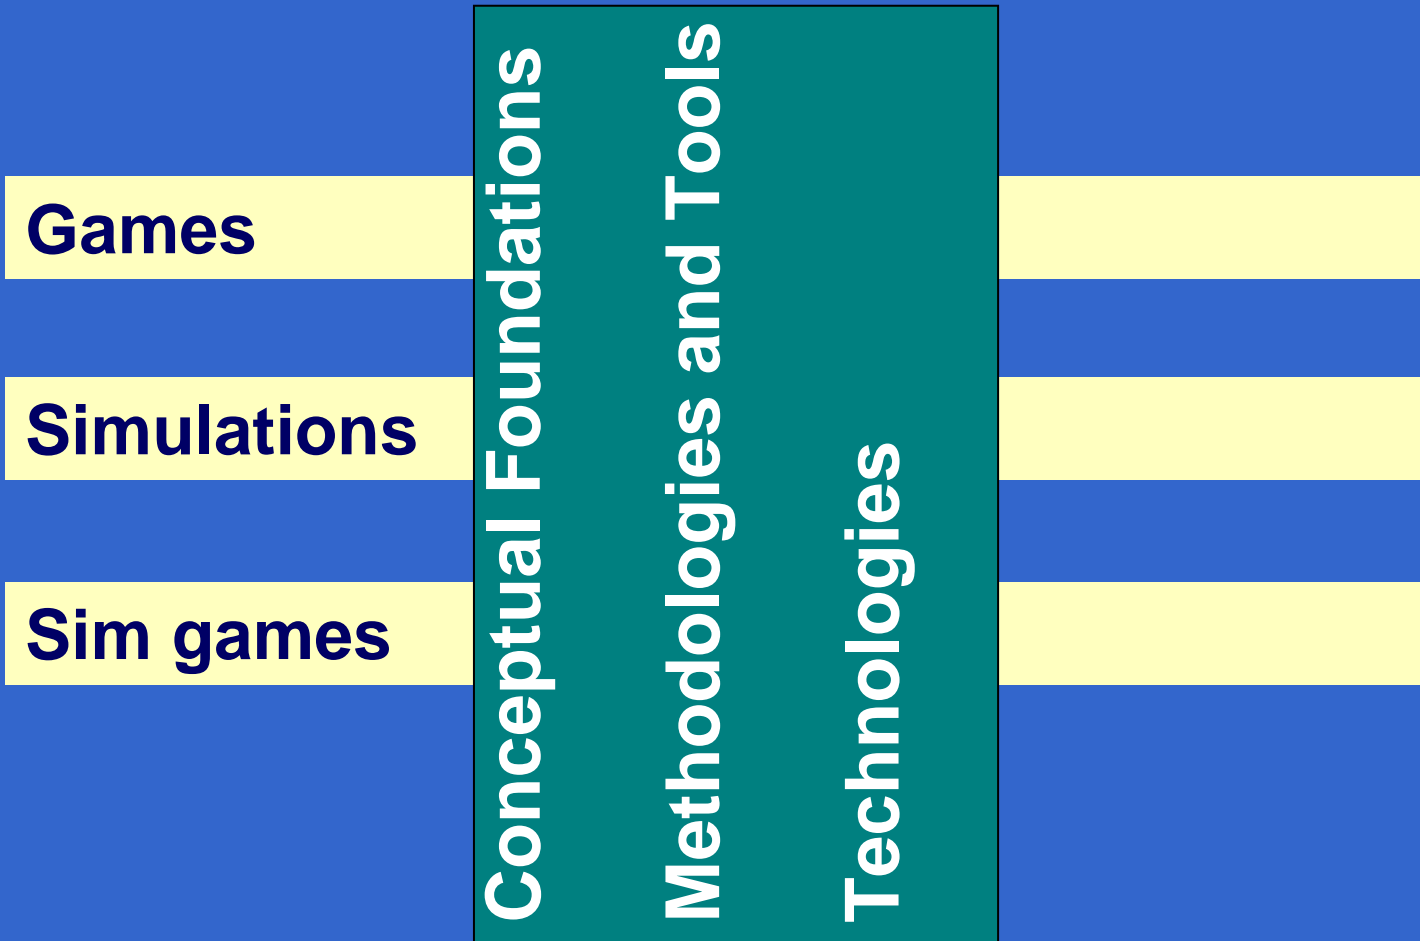 Games
Simulations
Sim games
Conceptual Foundations
Methodologies and Tools
Technologies